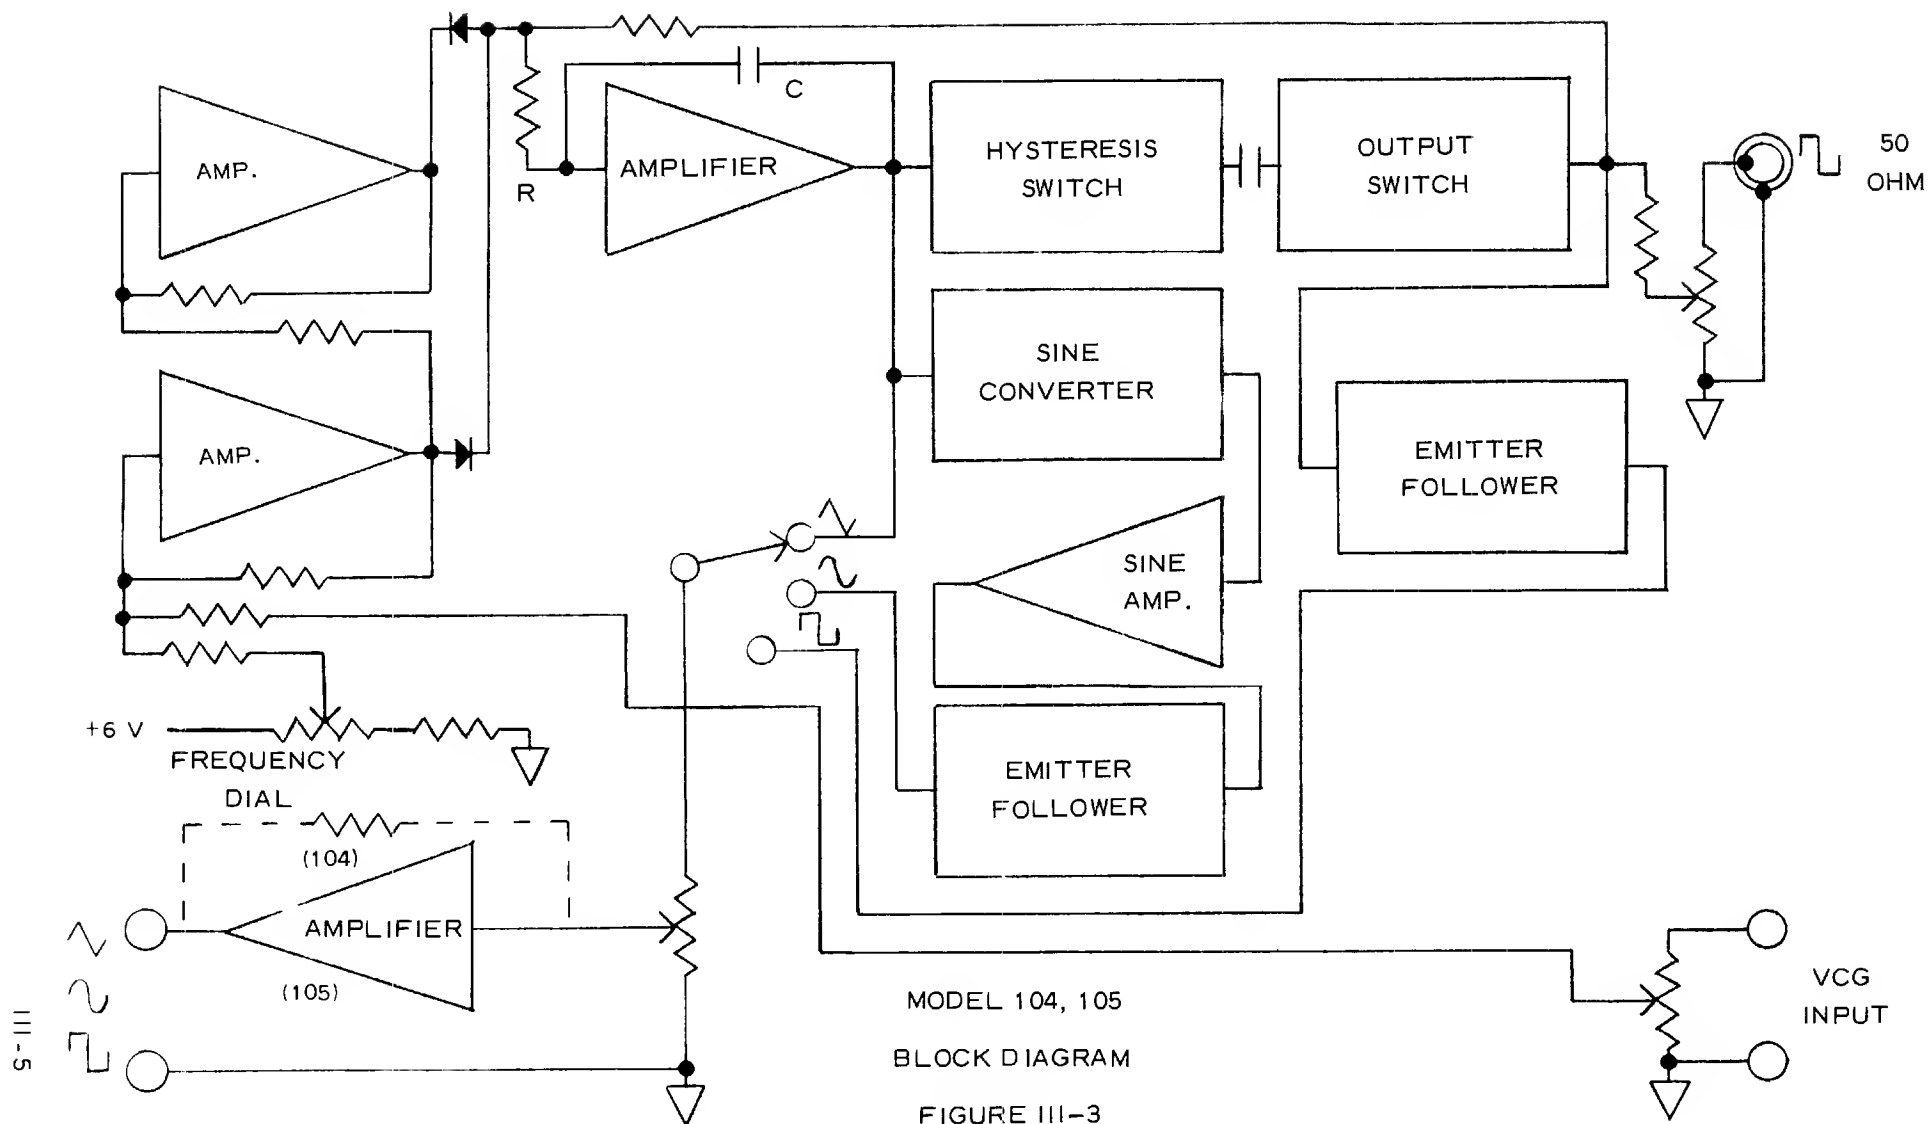 AMP.
R
AMPLIFIER
C
HYSTERESIS
SWITCH
OUTPUT
SWITCH
50
OHM
AMP.
SINE
CONVERTER
EMITTER
FOLLOWER
SINE
AMP.
+6 V
FREQUENCY
DIAL
EMITTER
FOLLOWER
(104)
AMPLIFIER
(105)
VCG
INPUT
MODEL 104, 105
BLOCK DIAGRAM
FIGURE III-3
III-5